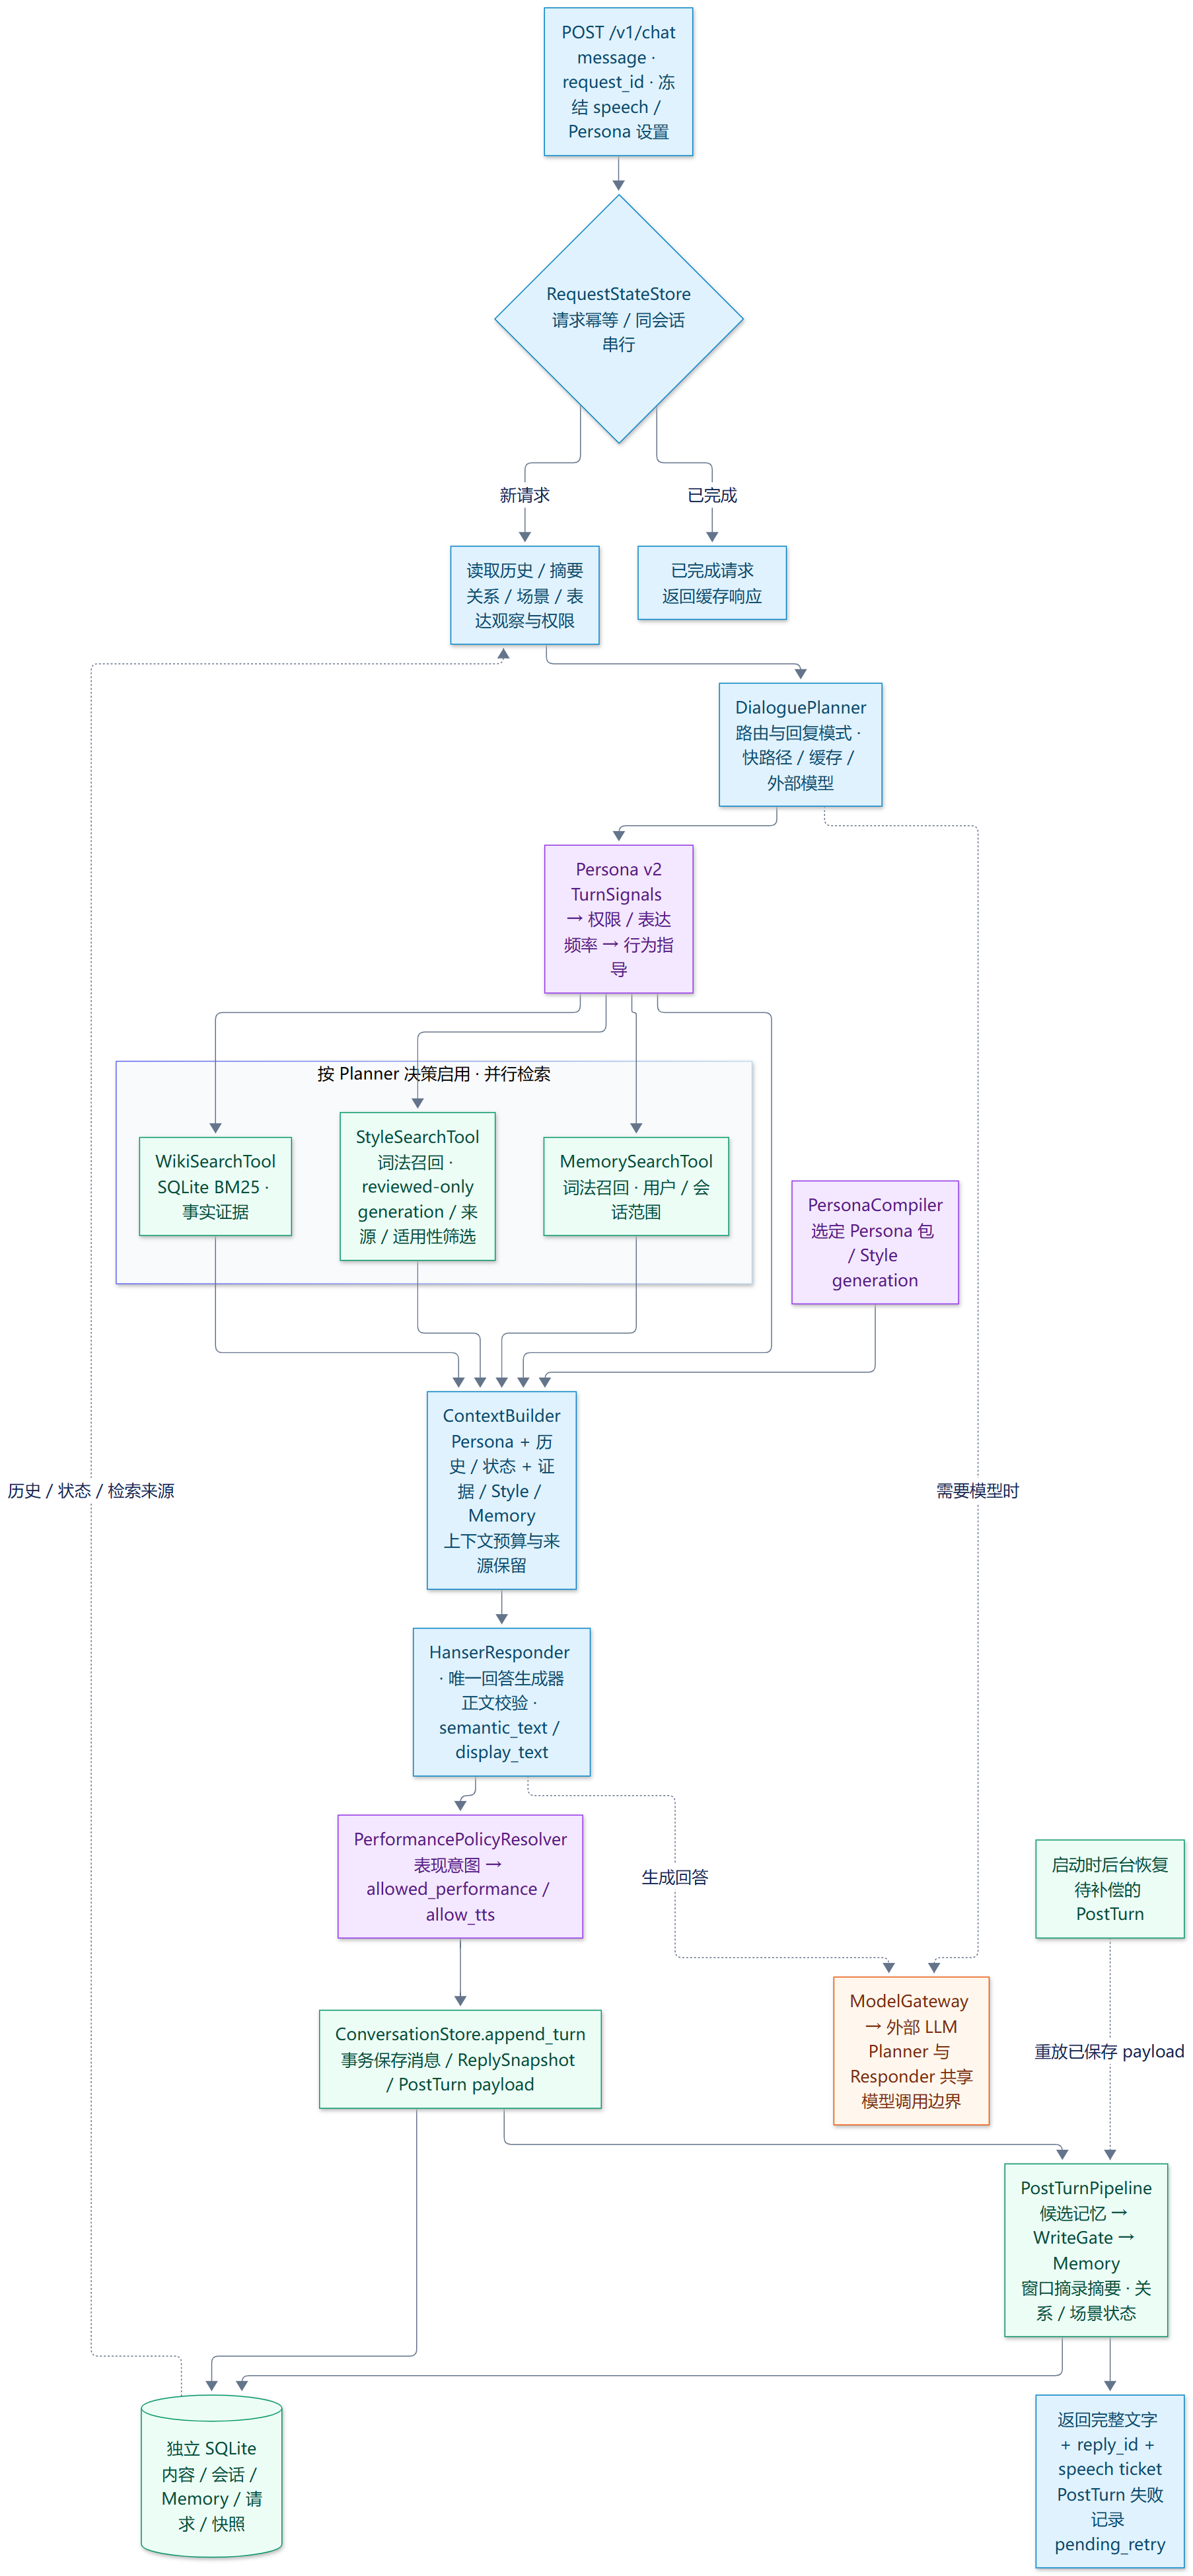 POST /v1/chat
message ·
request_id · 冻
结 speech /
Persona 设置
RequestStateStore
请求幂等 / 同会话
串行
新请求
已完成
读取历史 / 摘要
关系 / 场景 / 表
达观察与权限
已完成请求
返回缓存响应
DialoguePlanner
路由与回复模式 ·
快路径 / 缓存 /
外部模型
Persona v2
TurnSignals
→ 权限 / 表达
频率 → 行为指
导
按 Planner 决策启用 · 并行检索
WikiSearchTool
SQLite BM25 ·
事实证据
StyleSearchTool
词法召回 ·
reviewed-only
generation / 来
源 / 适用性筛选
MemorySearchTool
词法召回 · 用户 / 会
话范围
PersonaCompiler
选定 Persona 包
/ Style
generation
ContextBuilder
Persona + 历
史 / 状态 + 证
据 / Style /
Memory
上下文预算与来
源保留
历史 / 状态 / 检索来源
需要模型时
HanserResponder
· 唯一回答生成器
正文校验 ·
semantic_text /
display_text
PerformancePolicyResolver
表现意图 →
allowed_performance /
allow_tts
生成回答
启动时后台恢复
待补偿的
PostTurn
ModelGateway
→ 外部 LLM
Planner 与
Responder 共享
模型调用边界
ConversationStore.append_turn
事务保存消息 / ReplySnapshot
/ PostTurn payload
重放已保存 payload
PostTurnPipeline
候选记忆 →
WriteGate →
Memory
窗口摘录摘要 · 关
系 / 场景状态
独立 SQLite
内容 / 会话 /
Memory / 请
求 / 快照
返回完整文字
+ reply_id +
speech ticket
PostTurn 失败
记录
pending_retry